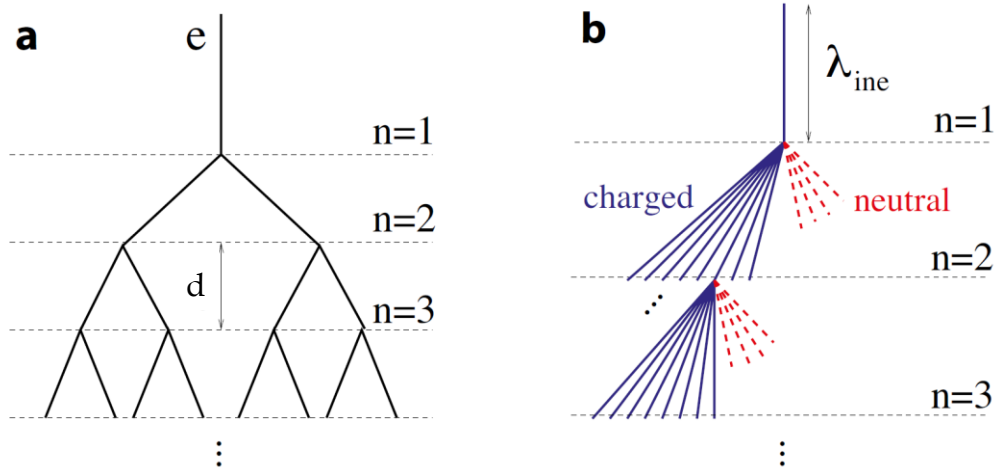 a
e
n=1
n=2
d
n=3
⋮
b
λine
n=1
charged
neutral
n=2
⋰
n=3
⋮